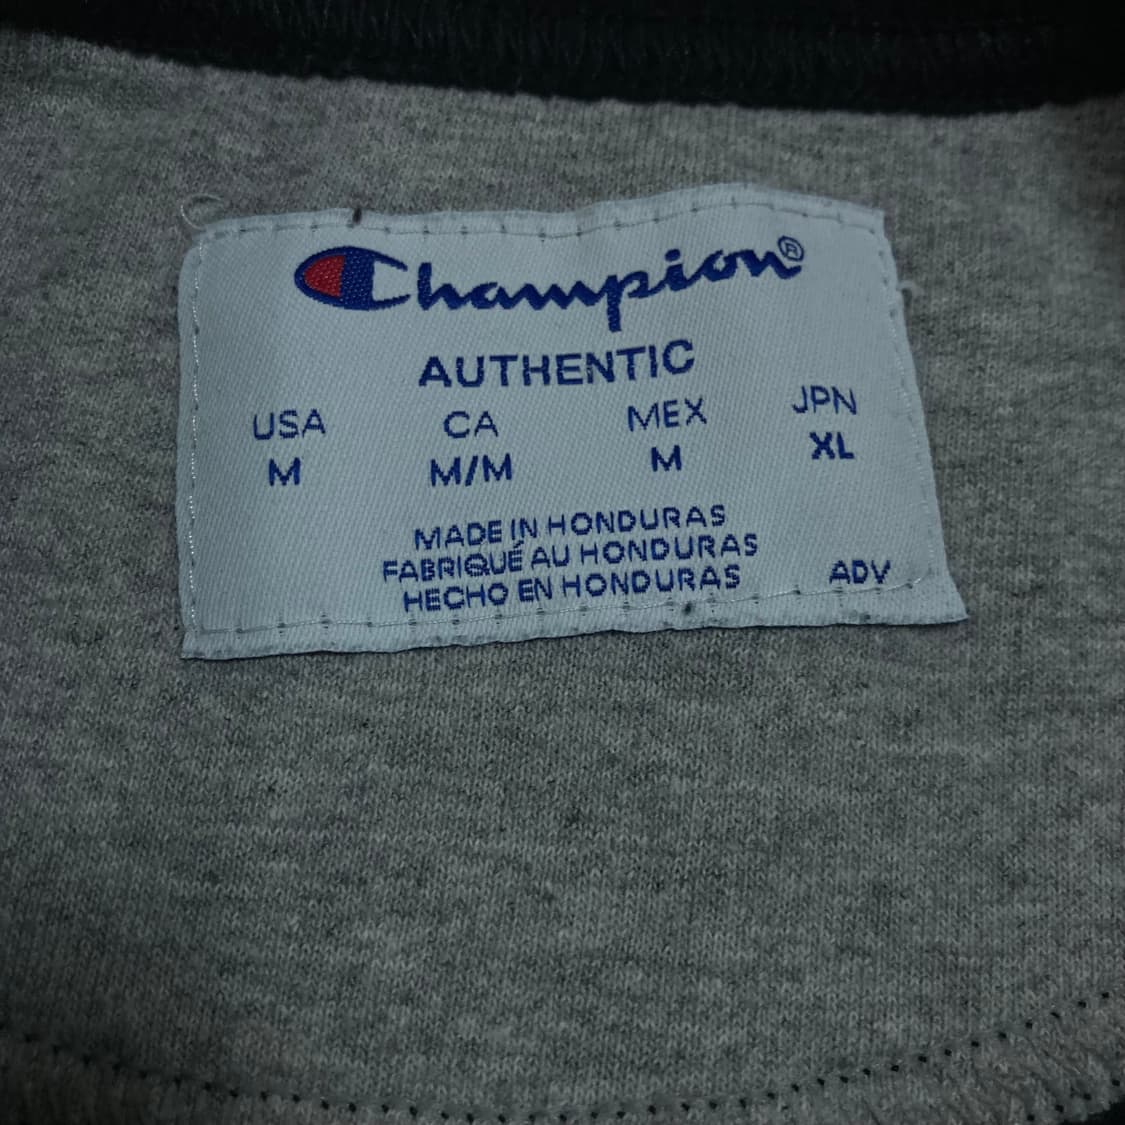 Champion®
AUTHENTIC
USA CA MEX JPN
M M/M M XL
MADE IN HONDURAS
FABRIQUÉ AU HONDURAS
HECHO EN HONDURAS ADV